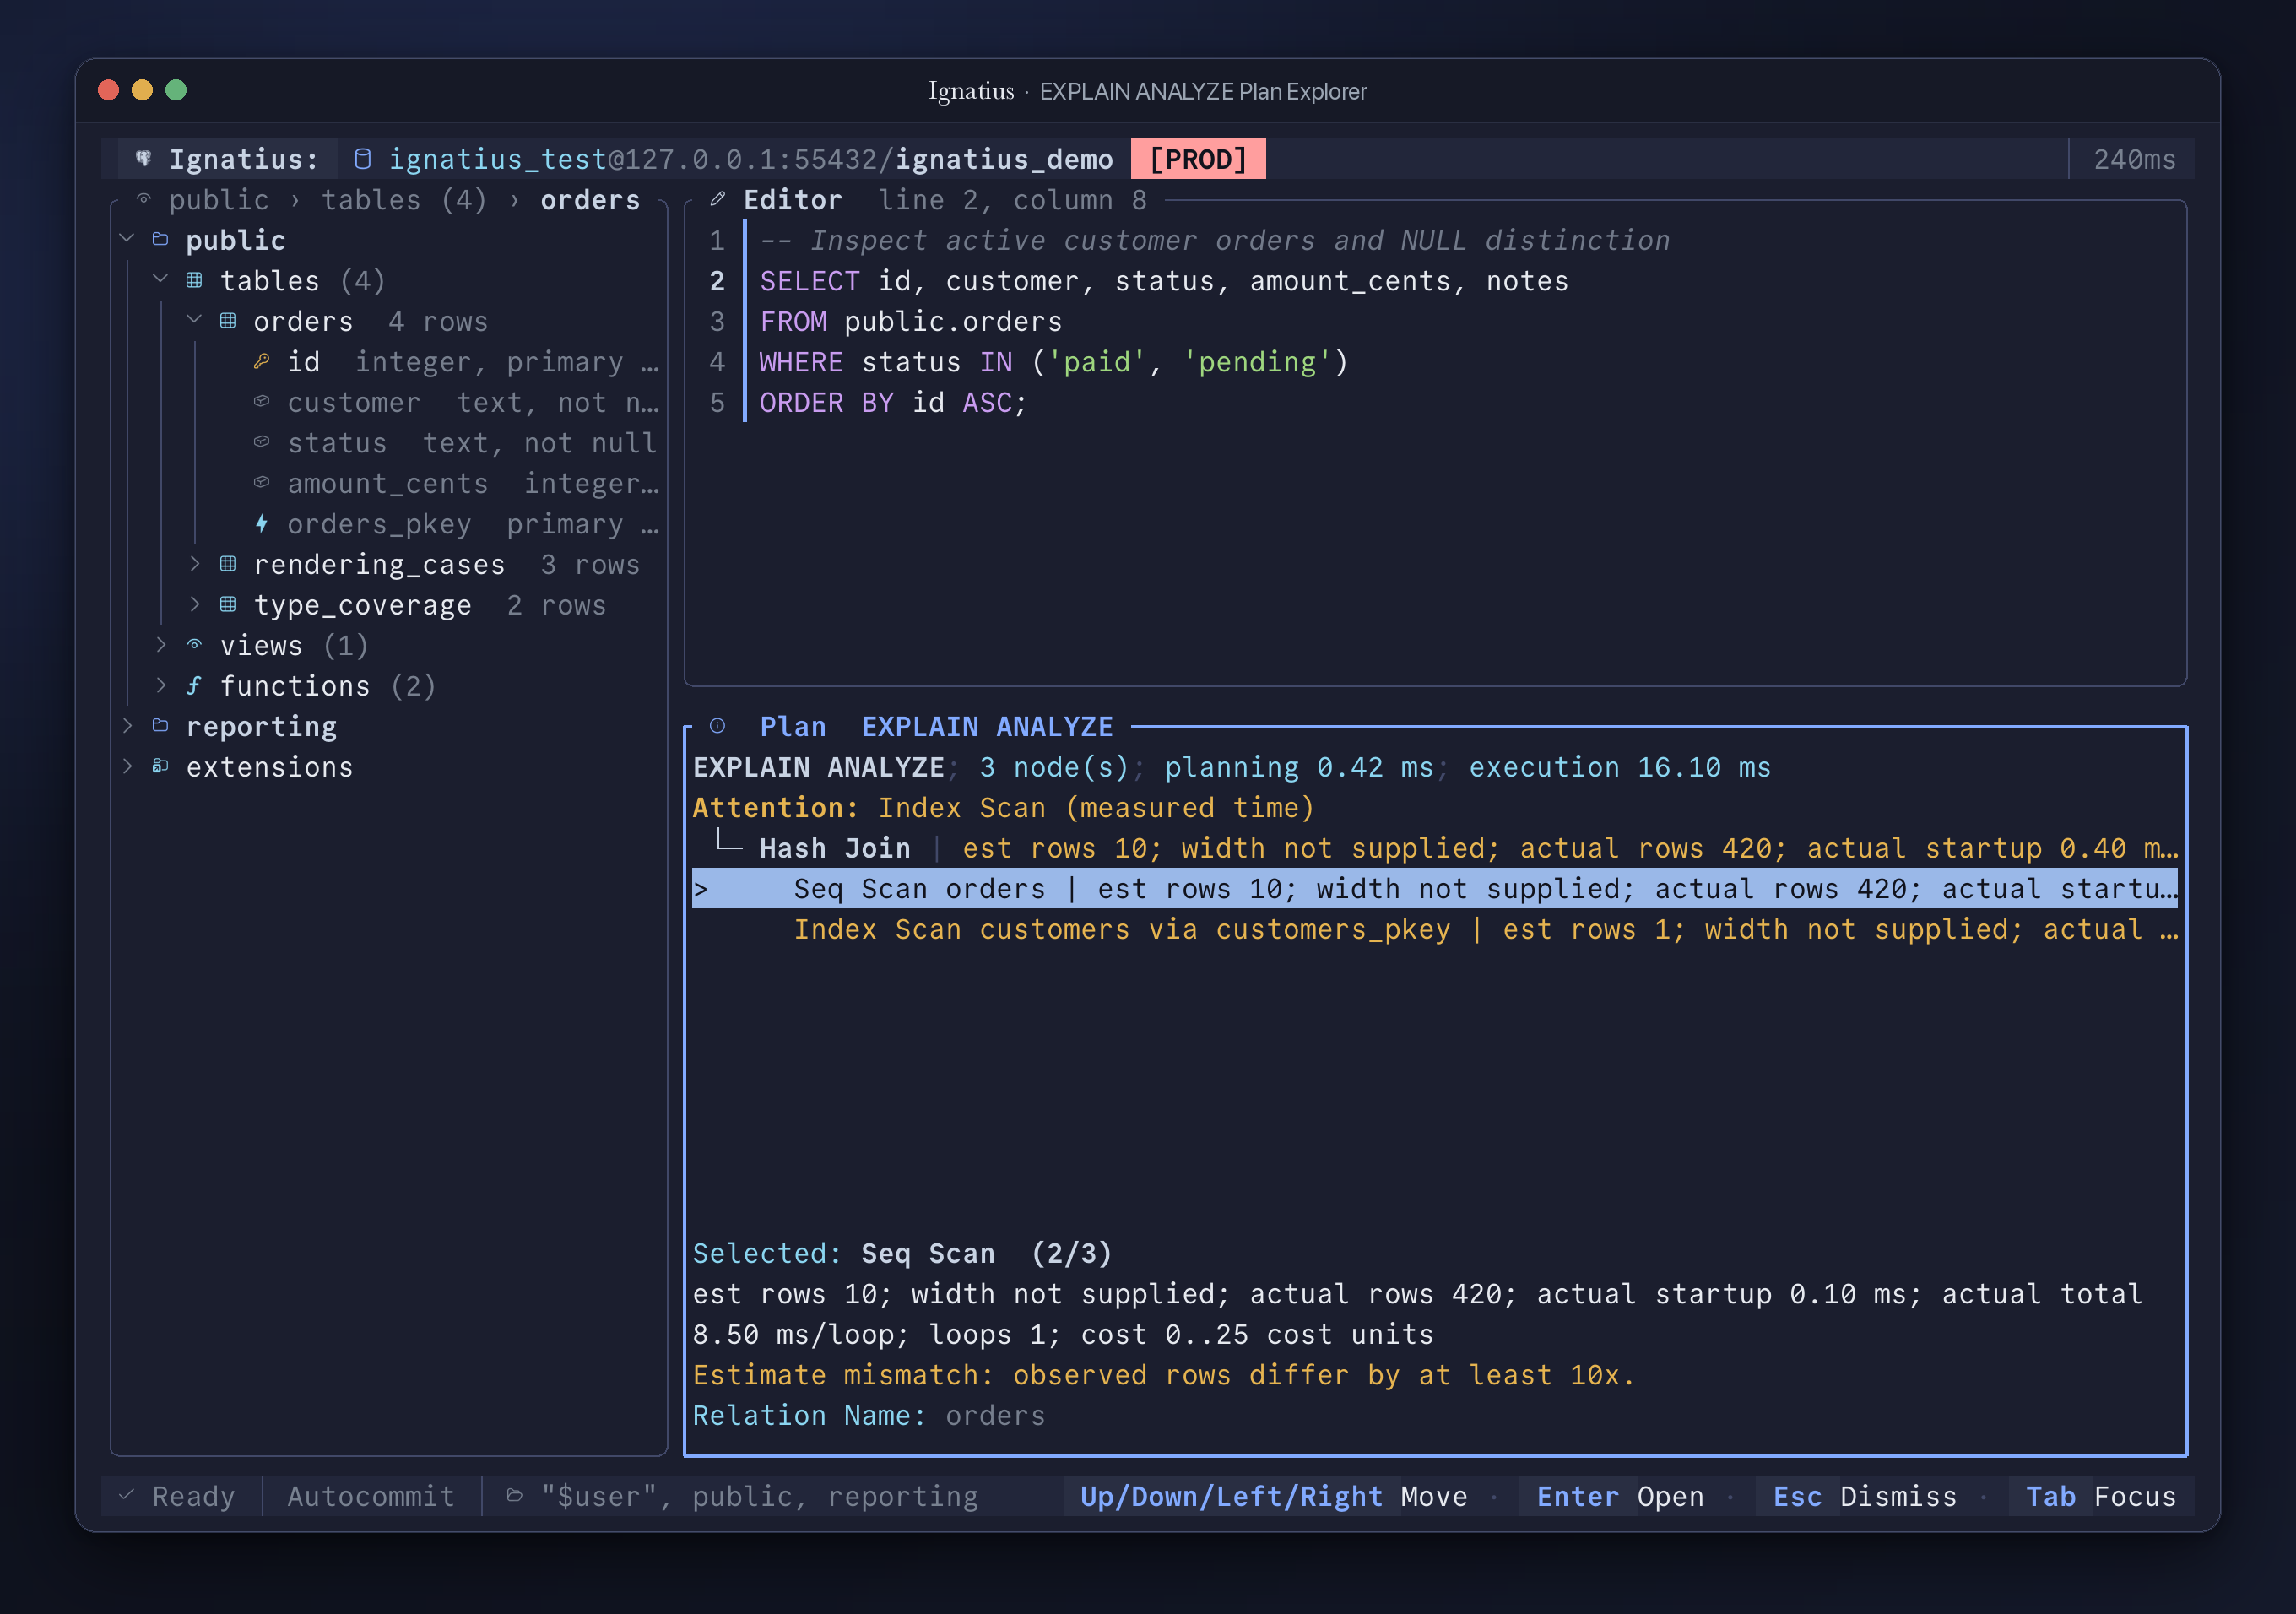 Ignatius · EXPLAIN ANALYZE Plan Explorer
Ignatius: ignatius_test@127.0.0.1:55432/ignatius_demo [PROD] 240ms
public › tables (4) › orders
public
tables (4)
orders 4 rows
id integer, primary …
customer text, not n…
status text, not null
amount_cents integer…
orders_pkey primary …
rendering_cases 3 rows
type_coverage 2 rows
views (1)
functions (2)
reporting
extensions
Editor line 2, column 8
1 -- Inspect active customer orders and NULL distinction
2 SELECT id, customer, status, amount_cents, notes
3 FROM public.orders
4 WHERE status IN ('paid', 'pending')
5 ORDER BY id ASC;
Plan EXPLAIN ANALYZE
EXPLAIN ANALYZE; 3 node(s); planning 0.42 ms; execution 16.10 ms
Attention: Index Scan (measured time)
└─ Hash Join | est rows 10; width not supplied; actual rows 420; actual startup 0.40 m…
> Seq Scan orders | est rows 10; width not supplied; actual rows 420; actual startu…
Index Scan customers via customers_pkey | est rows 1; width not supplied; actual …
Selected: Seq Scan (2/3)
est rows 10; width not supplied; actual rows 420; actual startup 0.10 ms; actual total
8.50 ms/loop; loops 1; cost 0..25 cost units
Estimate mismatch: observed rows differ by at least 10x.
Relation Name: orders
✓ Ready Autocommit "$user", public, reporting Up/Down/Left/Right Move · Enter Open · Esc Dismiss · Tab Focus